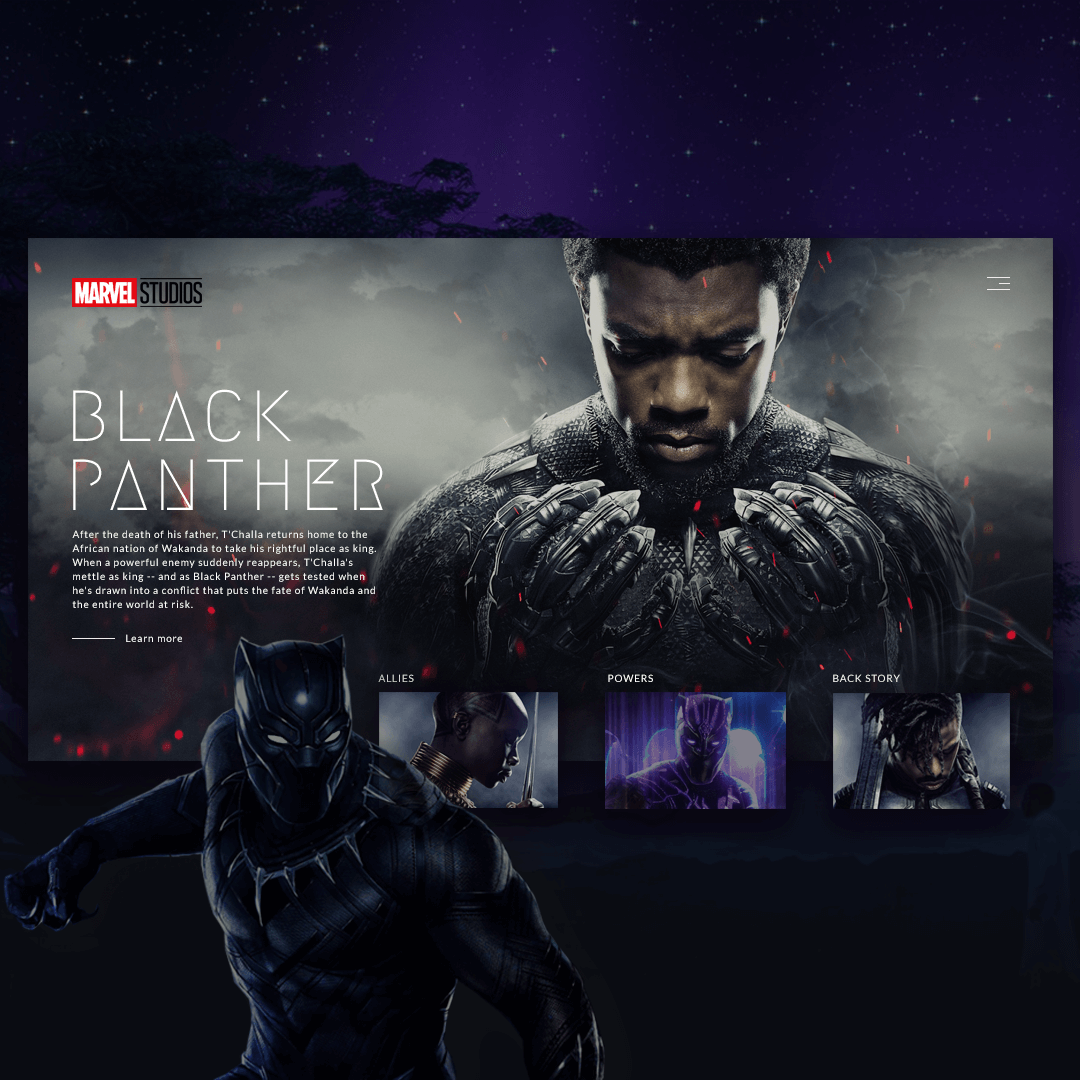 MARVEL STUDIOS
BLACK
PANTHER
After the death of his father, T'Challa returns home to the
African nation of Wakanda to take his rightful place as king.
When a powerful enemy suddenly reappears, T'Challa's
mettle as king -- and as Black Panther -- gets tested when
he's drawn into a conflict that puts the fate of Wakanda and
the entire world at risk.
Learn more
ALLIES
POWERS
BACK STORY